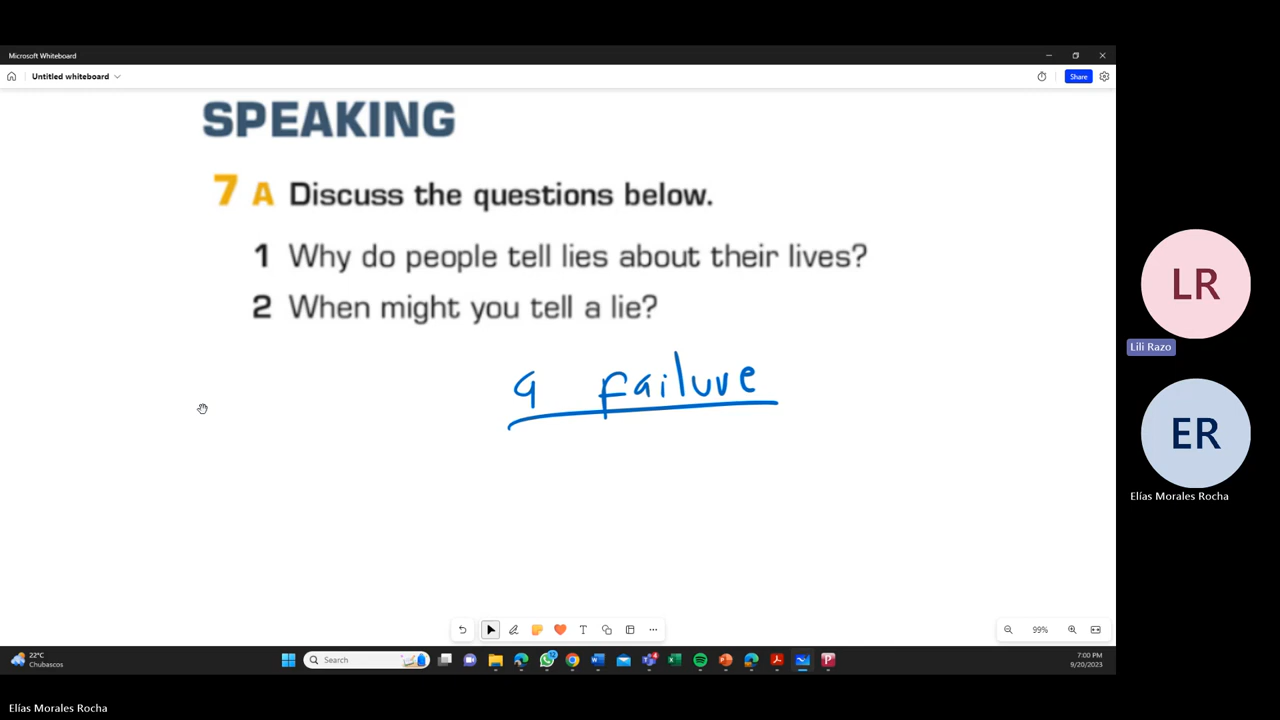 Microsoft Whiteboard
Untitled whiteboard
Share
SPEAKING
7 A Discuss the questions below.
1 Why do people tell lies about their lives?
2 When might you tell a lie?
a failure
LR
Lili Razo
ER
Elías Morales Rocha
99%
22°C
Chubascos
Search
7:00 PM
9/20/2023
Elías Morales Rocha